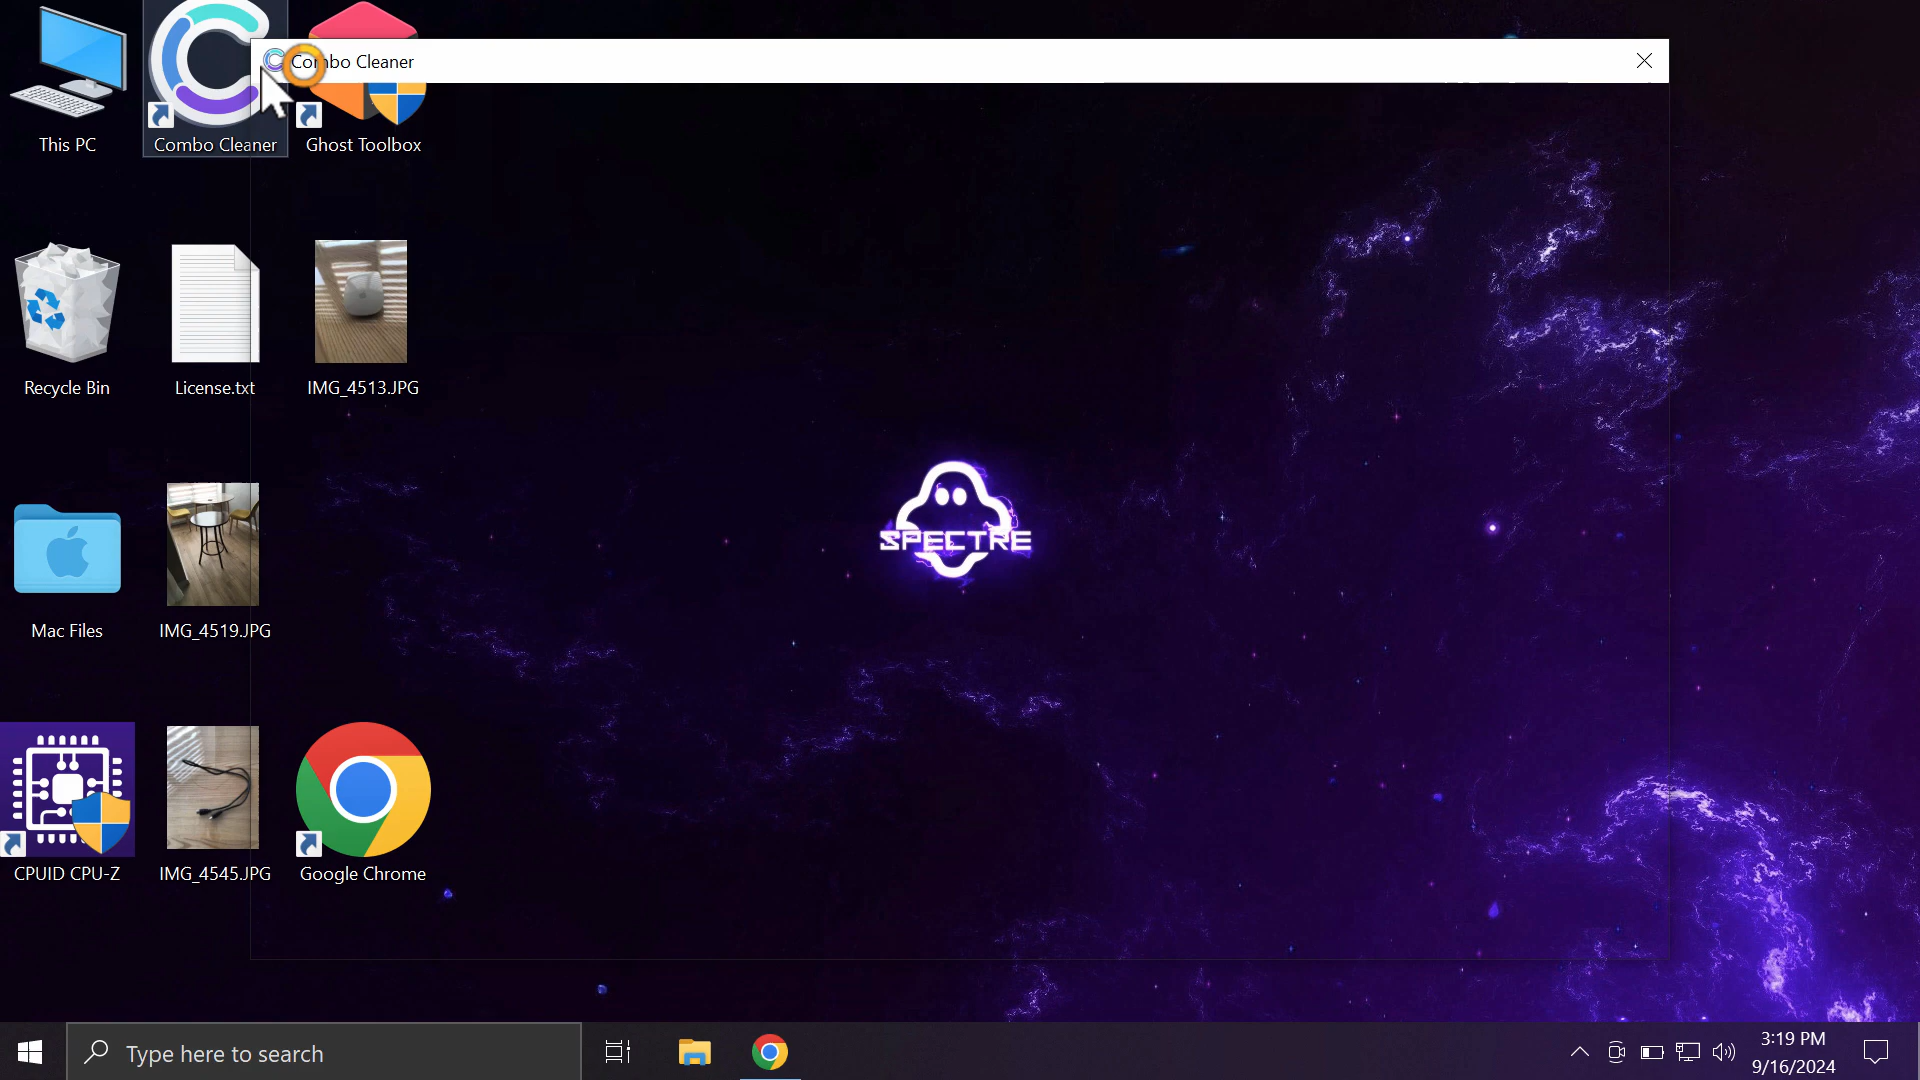 Combo Cleaner
This PC
Combo Cleaner
Ghost Toolbox
Recycle Bin
License.txt
IMG_4513.JPG
SPECTRE
Mac Files
IMG_4519.JPG
CPUID CPU-Z
IMG_4545.JPG
Google Chrome
Type here to search
3:19 PM
9/16/2024